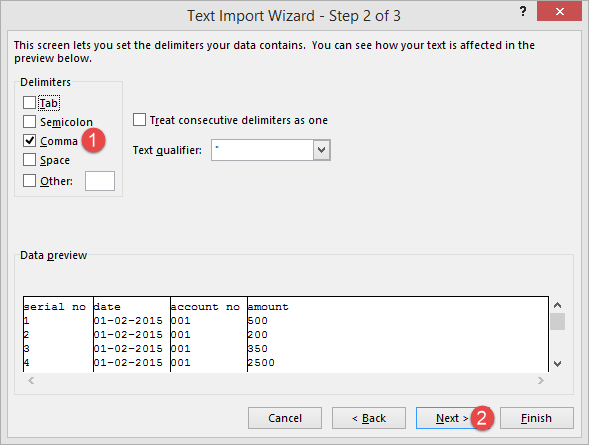 Text Import Wizard - Step 2 of 3
?
This screen lets you set the delimiters your data contains.  You can see how your text is affected in the
preview below.
Delimiters
Tab
Semicolon
Comma 1
Space
Other:
Treat consecutive delimiters as one
Text qualifier: "
Data preview
serial no date account no amount
1 01-02-2015 001 500
2 01-02-2015 001 200
3 01-02-2015 001 350
4 01-02-2015 001 2500
Cancel < Back Next > 2 Finish